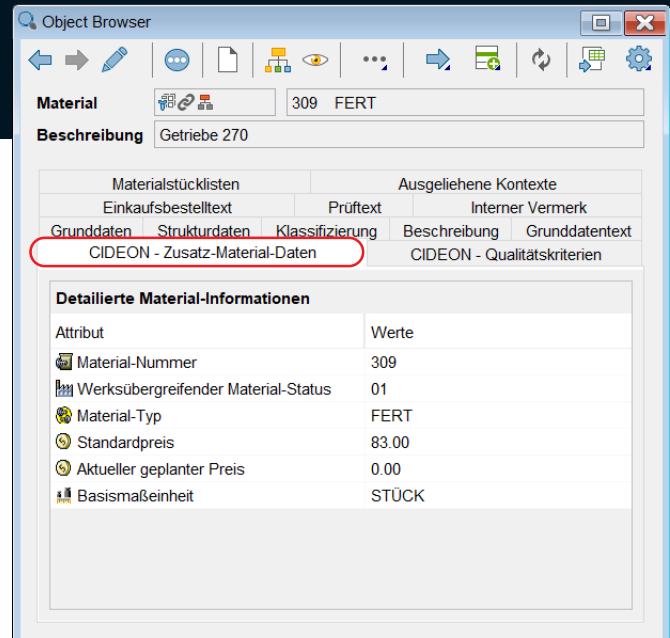 Object Browser
Material 309 FERT
Beschreibung Getriebe 270
Materialstücklisten Ausgeliehene Kontexte
Einkaufsbestelltext Prüftext Interner Vermerk
Grunddaten Strukturdaten Klassifizierung Beschreibung Grunddatentext
CIDEON - Zusatz-Material-Daten CIDEON - Qualitätskriterien
Detailierte Material-Informationen
Attribut Werte
Material-Nummer 309
Werksübergreifender Material-Status 01
Material-Typ FERT
Standardpreis 83.00
Aktueller geplanter Preis 0.00
Basismaßeinheit STÜCK